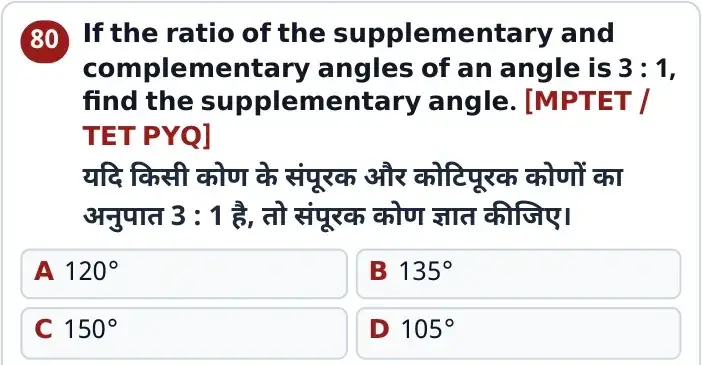 80 If the ratio of the supplementary and
complementary angles of an angle is 3 : 1,
find the supplementary angle. [MPTET /
TET PYQ]
यदि किसी कोण के संपूरक और कोटिपूरक कोणों का
अनुपात 3 : 1 है, तो संपूरक कोण ज्ञात कीजिए।
A 120° B 135°
C 150° D 105°